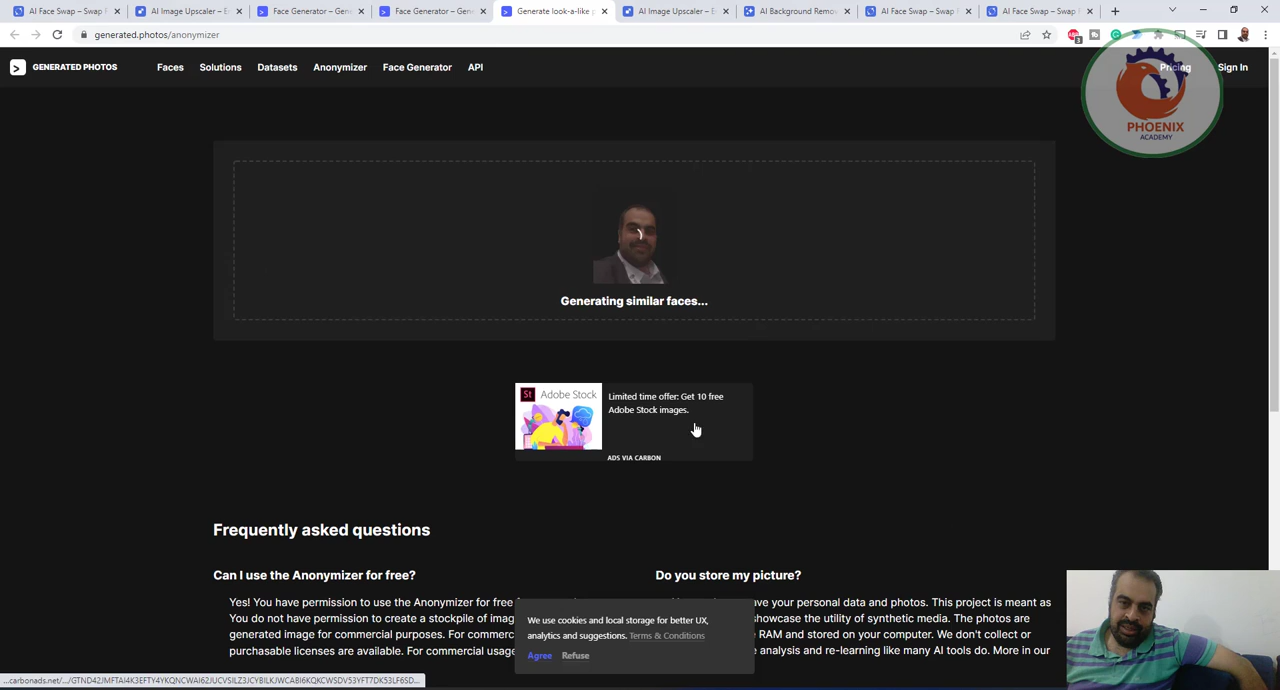 AI Face Swap – Swap F
AI Image Upscaler – E
Face Generator – Gene
Face Generator – Gene
Generate look-a-like p
AI Image Upscaler – E
AI Background Remov
AI Face Swap – Swap F
AI Face Swap – Swap F
generated.photos/anonymizer
3
GENERATED PHOTOS
Faces
Solutions
Datasets
Anonymizer
Face Generator
API
Pricing
Sign In
PHOENIX
ACADEMY
Generating similar faces...
St Adobe Stock
Limited time offer: Get 10 free
Adobe Stock images.
ADS VIA CARBON
Frequently asked questions
Can I use the Anonymizer for free?
Yes! You have permission to use the Anonymizer for free
You do not have permission to create a stockpile of imag
generated image for commercial purposes. For commerc
purchasable licenses are available. For commercial usage
Do you store my picture?
ave your personal data and photos. This project is meant as
showcase the utility of synthetic media. The photos are
RAM and stored on your computer. We don't collect or
analysis and re-learning like many AI tools do. More in our
We use cookies and local storage for better UX,
analytics and suggestions. Terms & Conditions
Agree
Refuse